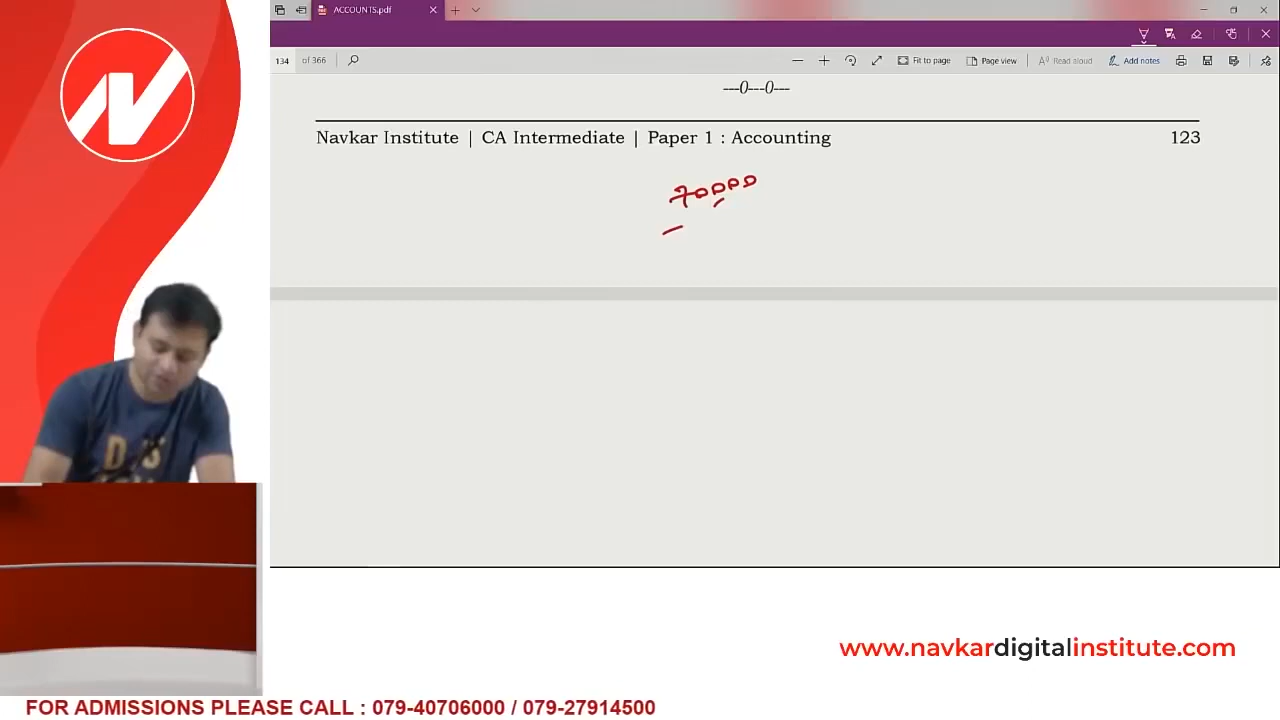 ACCOUNTS.pdf
134 of 366
Fit to page
Page view
Read aloud
Add notes
---0---0---
Navkar Institute | CA Intermediate | Paper 1 : Accounting 123
70000
www.navkardigitalinstitute.com
FOR ADMISSIONS PLEASE CALL : 079-40706000 / 079-27914500